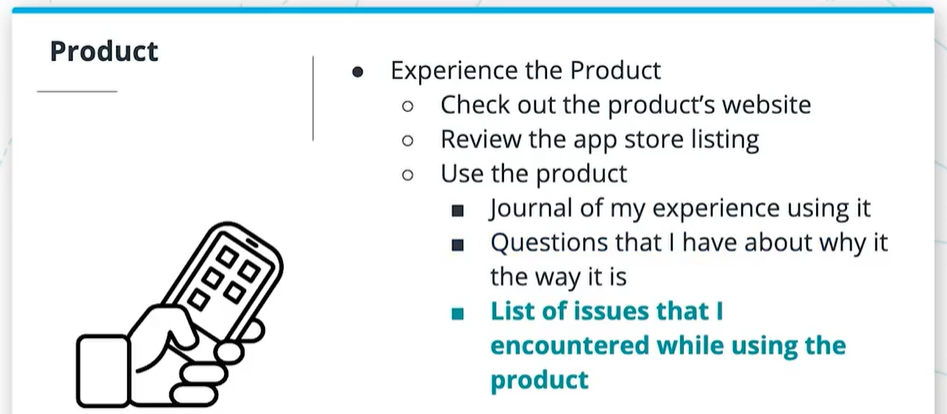 Product
● Experience the Product
○ Check out the product's website
○ Review the app store listing
○ Use the product
■ Journal of my experience using it
■ Questions that I have about why it
the way it is
■ List of issues that I
encountered while using the
product